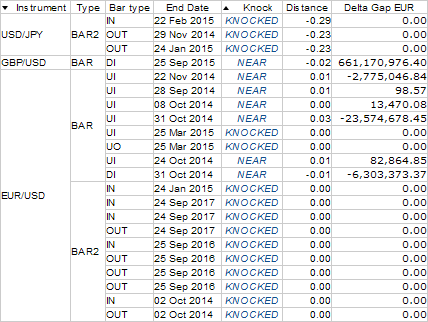 ▼ Instrument Type Bar type End Date ▲ Knock Distance Delta Gap EUR
USD/JPY BAR2 IN 22 Feb 2015 KNOCKED -0.29 0.00
OUT 29 Nov 2014 KNOCKED -0.23 0.00
OUT 24 Jan 2015 KNOCKED -0.23 0.00
GBP/USD BAR DI 25 Sep 2015 NEAR -0.02 661,170,976.40
EUR/USD BAR UI 22 Nov 2014 NEAR 0.01 -2,775,046.84
UI 28 Sep 2014 NEAR 0.01 98.57
UI 08 Oct 2014 NEAR 0.00 13,470.08
UI 31 Oct 2014 NEAR 0.03 -23,574,678.45
UI 25 Mar 2015 KNOCKED 0.00 0.00
UO 25 Mar 2015 KNOCKED 0.00 0.00
UI 24 Oct 2014 NEAR 0.01 82,864.85
DI 31 Oct 2014 NEAR -0.01 -6,303,373.37
BAR2 IN 24 Jan 2015 KNOCKED 0.00 0.00
IN 24 Sep 2017 KNOCKED 0.00 0.00
IN 24 Sep 2017 KNOCKED 0.00 0.00
OUT 24 Sep 2017 KNOCKED 0.00 0.00
IN 25 Sep 2016 KNOCKED 0.00 0.00
OUT 25 Sep 2016 KNOCKED 0.00 0.00
OUT 25 Sep 2016 KNOCKED 0.00 0.00
OUT 25 Sep 2016 KNOCKED 0.00 0.00
IN 02 Oct 2014 KNOCKED 0.00 0.00
OUT 02 Oct 2014 KNOCKED 0.00 0.00